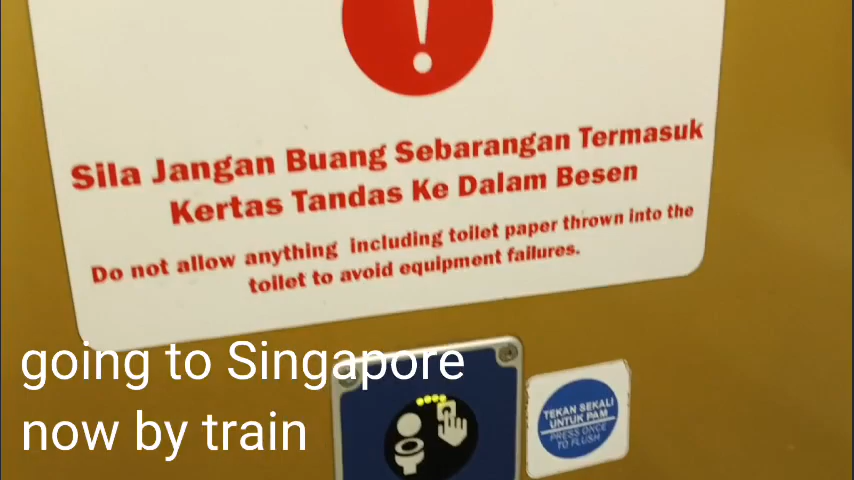 !
Sila Jangan Buang Sebarangan Termasuk
Kertas Tandas Ke Dalam Besen
Do not allow anything including toilet paper thrown into the
toilet to avoid equipment failures.
going to Singapore
now by train
TEKAN SEKALI
UNTUK PAM
PRESS ONCE
TO FLUSH